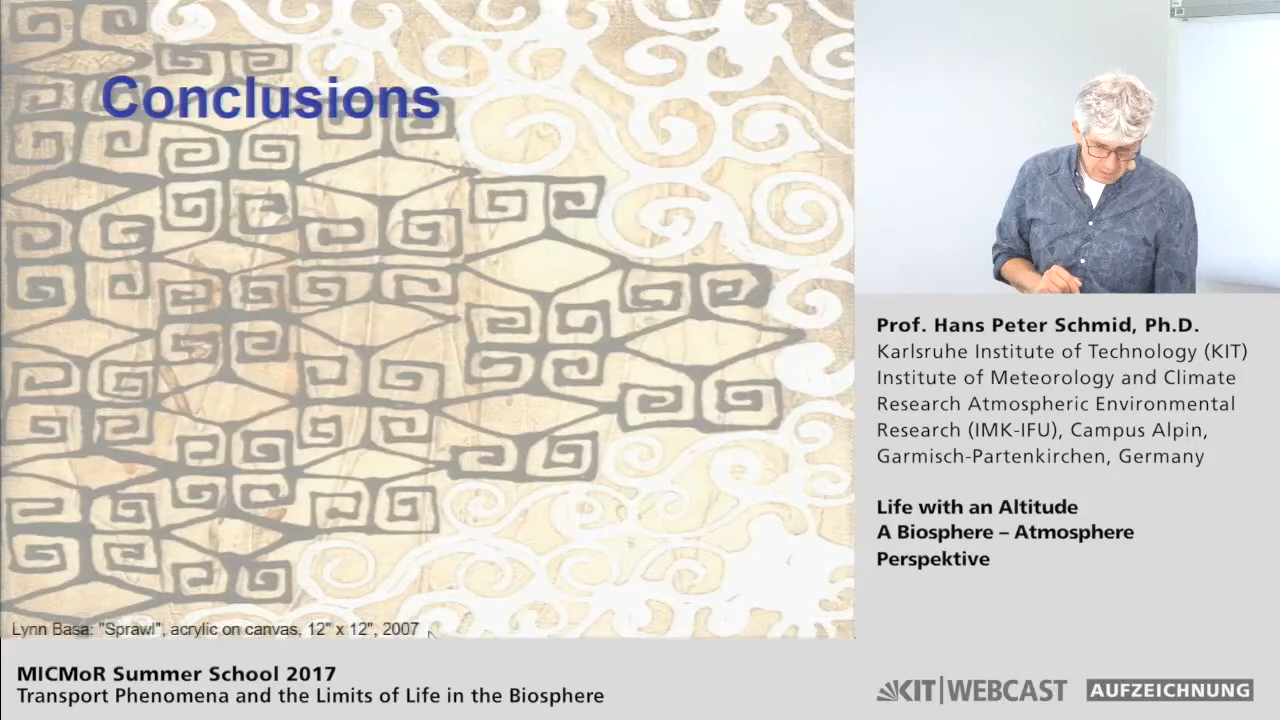 Conclusions
Lynn Basa: "Sprawl", acrylic on canvas, 12" x 12", 2007
Prof. Hans Peter Schmid, Ph.D.
Karlsruhe Institute of Technology (KIT)
Institute of Meteorology and Climate
Research Atmospheric Environmental
Research (IMK-IFU), Campus Alpin,
Garmisch-Partenkirchen, Germany
Life with an Altitude
A Biosphere – Atmosphere
Perspektive
MICMoR Summer School 2017
Transport Phenomena and the Limits of Life in the Biosphere
KIT|WEBCAST
AUFZEICHNUNG